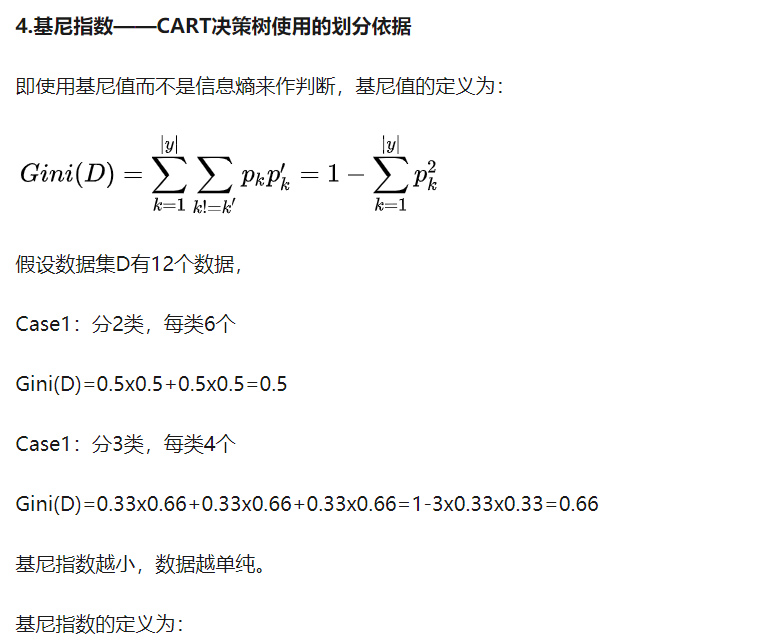 4.基尼指数——CART决策树使用的划分依据
即使用基尼值而不是信息熵来作判断，基尼值的定义为：
$Gini(D)=\sum_{k=1}^{|y|}\sum_{k!=k'}p_kp_k'=1-\sum_{k=1}^{|y|}p_k^2$
假设数据集D有12个数据，
Case1：分2类，每类6个
Gini(D)=0.5x0.5+0.5x0.5=0.5
Case1：分3类，每类4个
Gini(D)=0.33x0.66+0.33x0.66+0.33x0.66=1-3x0.33x0.33=0.66
基尼指数越小，数据越单纯。
基尼指数的定义为：